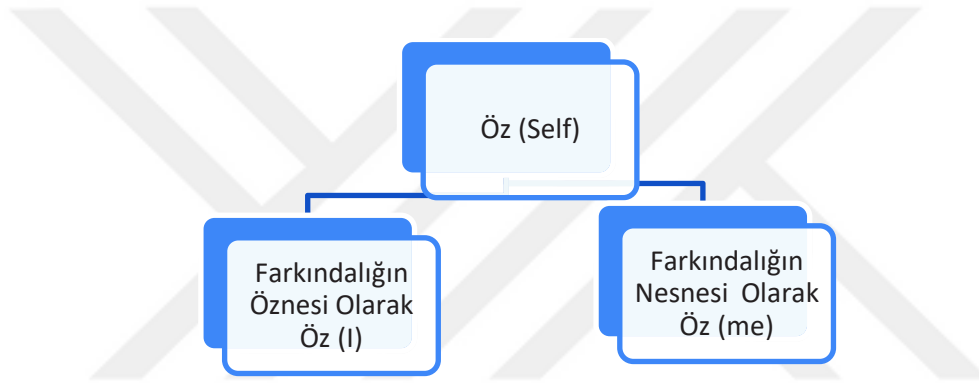 Öz (Self)
Farkındalığın
Öznesi Olarak
Öz (I)
Farkındalığın
Nesnesi Olarak
Öz (me)